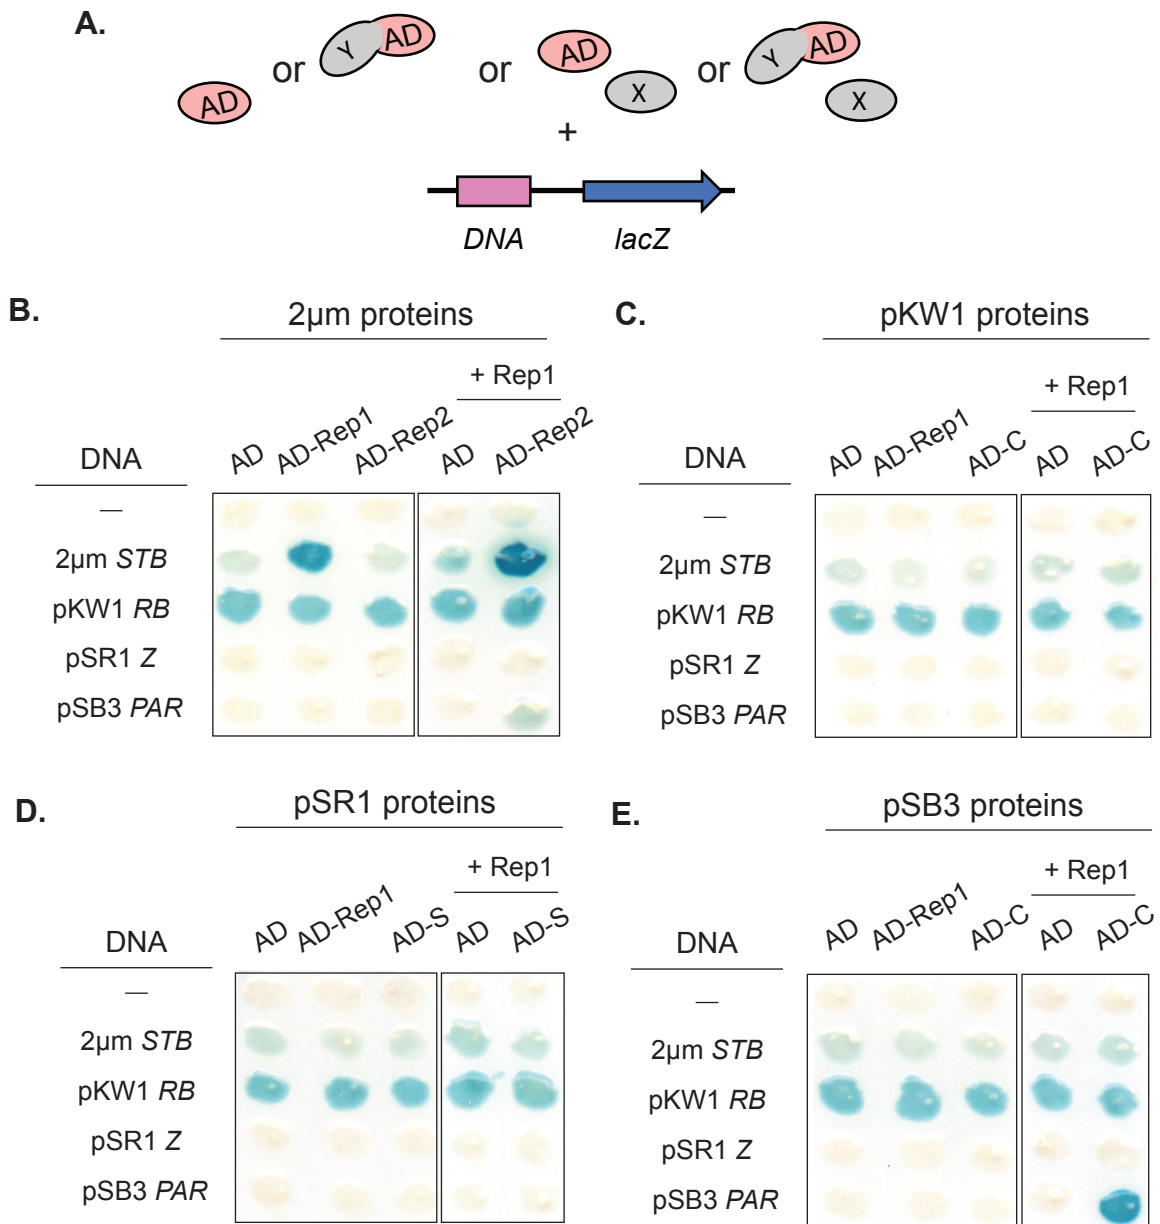 A.
AD or Y AD or AD X or Y AD X
+
DNA lacZ
B.
2µm proteins
+ Rep1
DNA AD AD-Rep1 AD-Rep2 AD AD-Rep2
—
2µm STB
pKW1 RB
pSR1 Z
pSB3 PAR
C.
pKW1 proteins
+ Rep1
DNA AD AD-Rep1 AD-C AD AD-C
—
2µm STB
pKW1 RB
pSR1 Z
pSB3 PAR
D.
pSR1 proteins
+ Rep1
DNA AD AD-Rep1 AD-S AD AD-S
—
2µm STB
pKW1 RB
pSR1 Z
pSB3 PAR
E.
pSB3 proteins
+ Rep1
DNA AD AD-Rep1 AD-C AD AD-C
—
2µm STB
pKW1 RB
pSR1 Z
pSB3 PAR